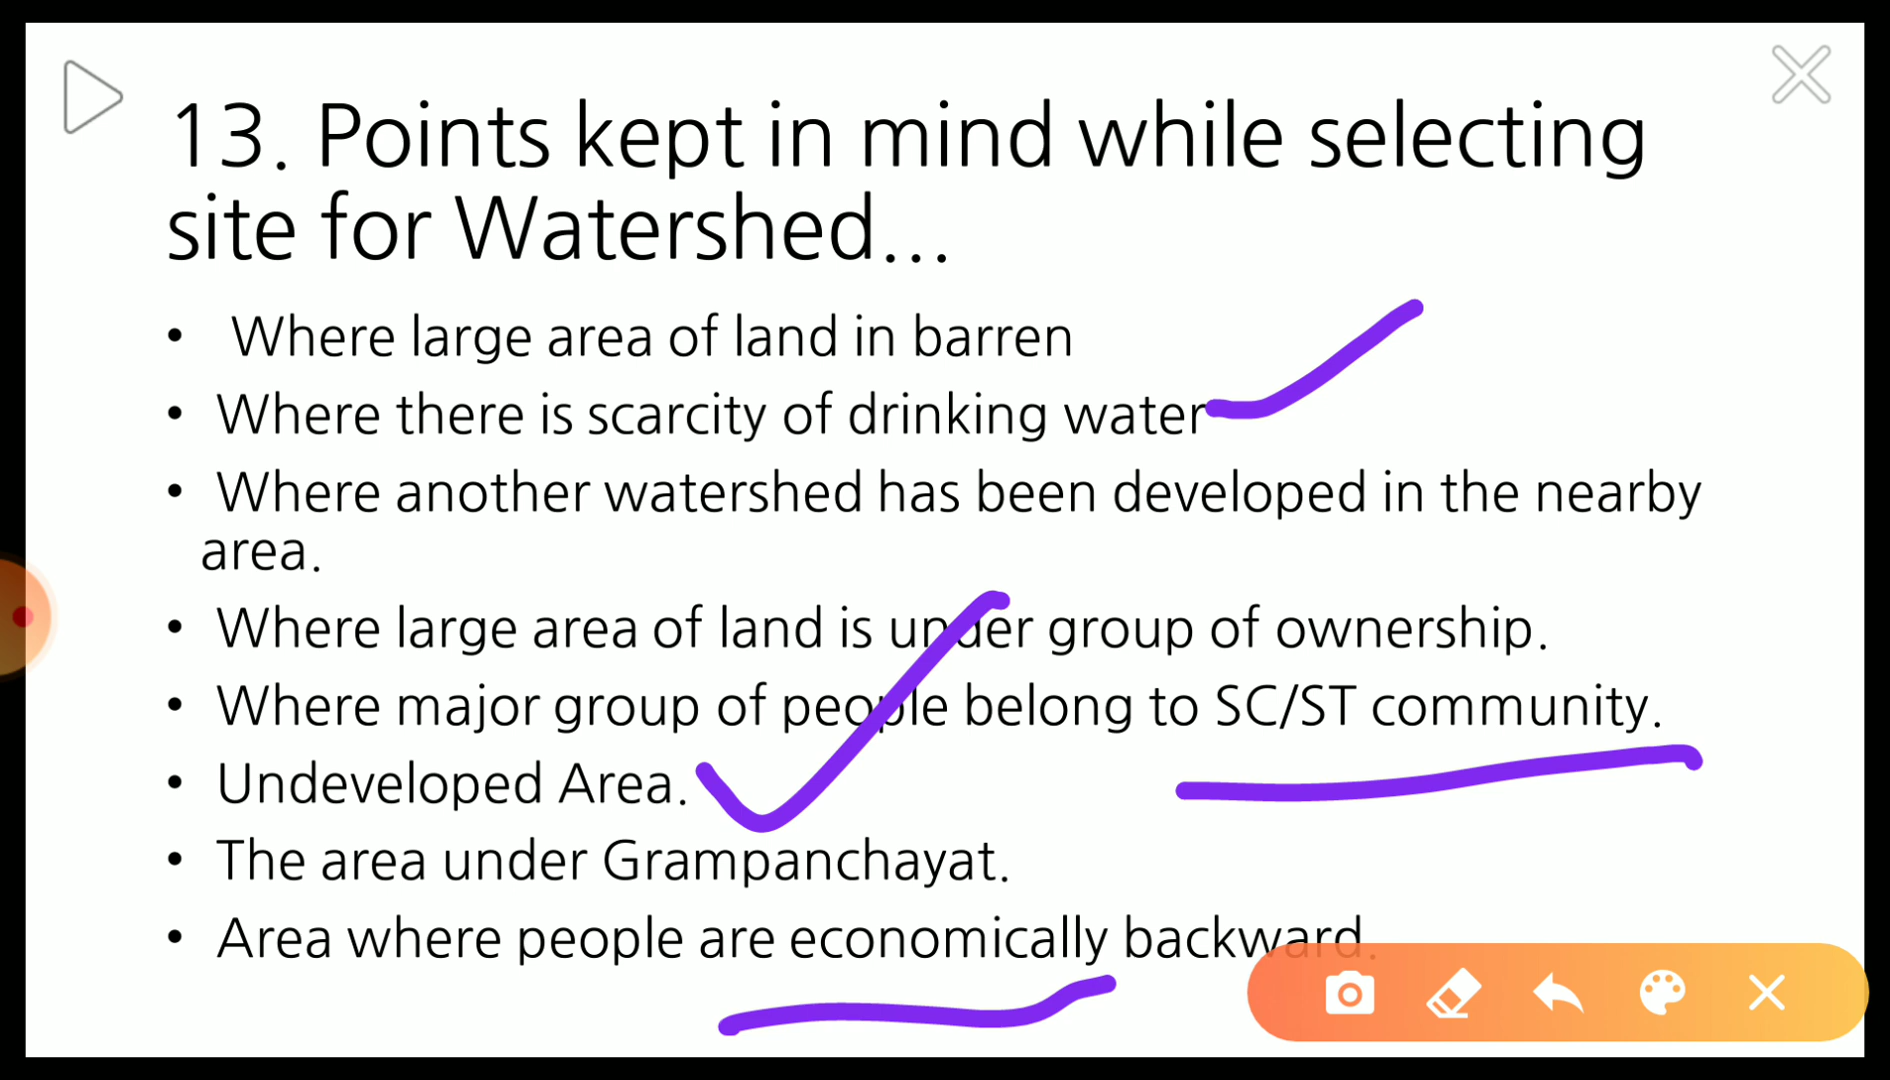 13. Points kept in mind while selecting
site for Watershed...
• Where large area of land in barren
• Where there is scarcity of drinking water
• Where another watershed has been developed in the nearby
area.
• Where large area of land is under group of ownership.
• Where major group of people belong to SC/ST community.
• Undeveloped Area.
• The area under Grampanchayat.
• Area where people are economically backward.